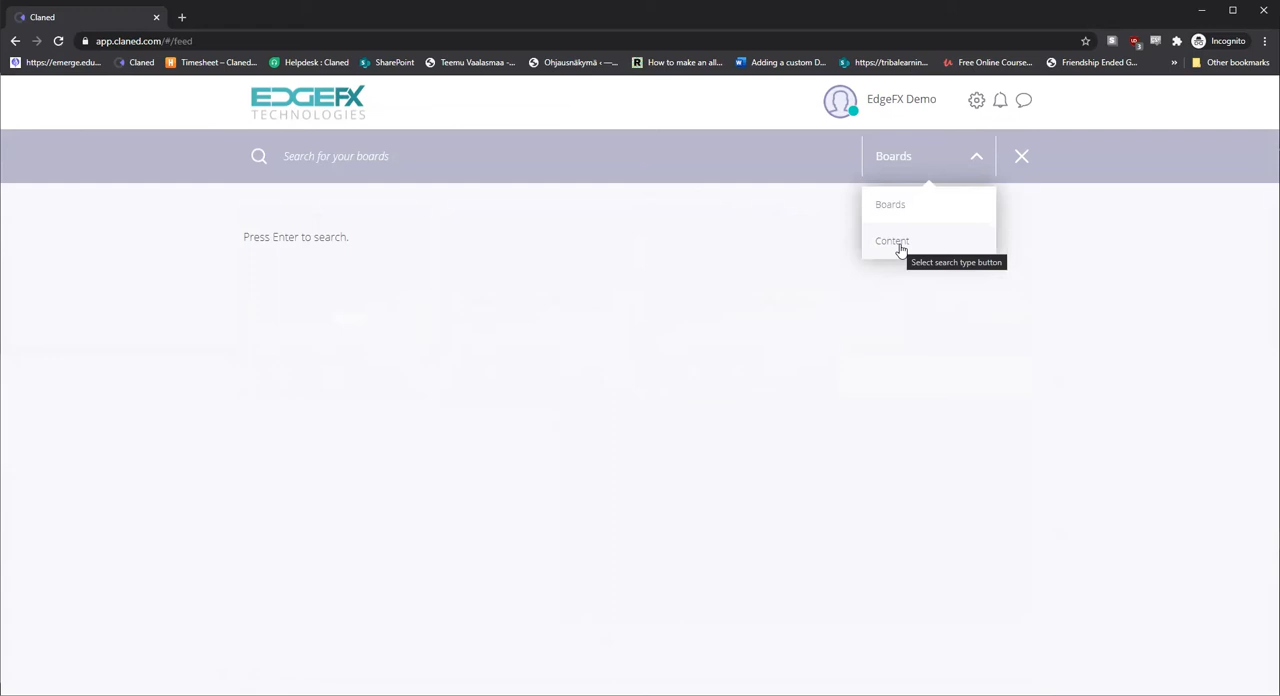 Claned
app.claned.com/#/feed
Incognito
https://emerge.edu...
Claned
Timesheet – Claned...
Helpdesk : Claned
SharePoint
Teemu Vaalasmaa -...
Ohjausnäkymä ‹ —...
How to make an all...
Adding a custom D...
https://tribalearnin...
Free Online Course...
Friendship Ended G...
»
Other bookmarks
EDGEFX
TECHNOLOGIES
EdgeFX Demo
Search for your boards
Boards
Boards
Press Enter to search.
Content
Select search type button